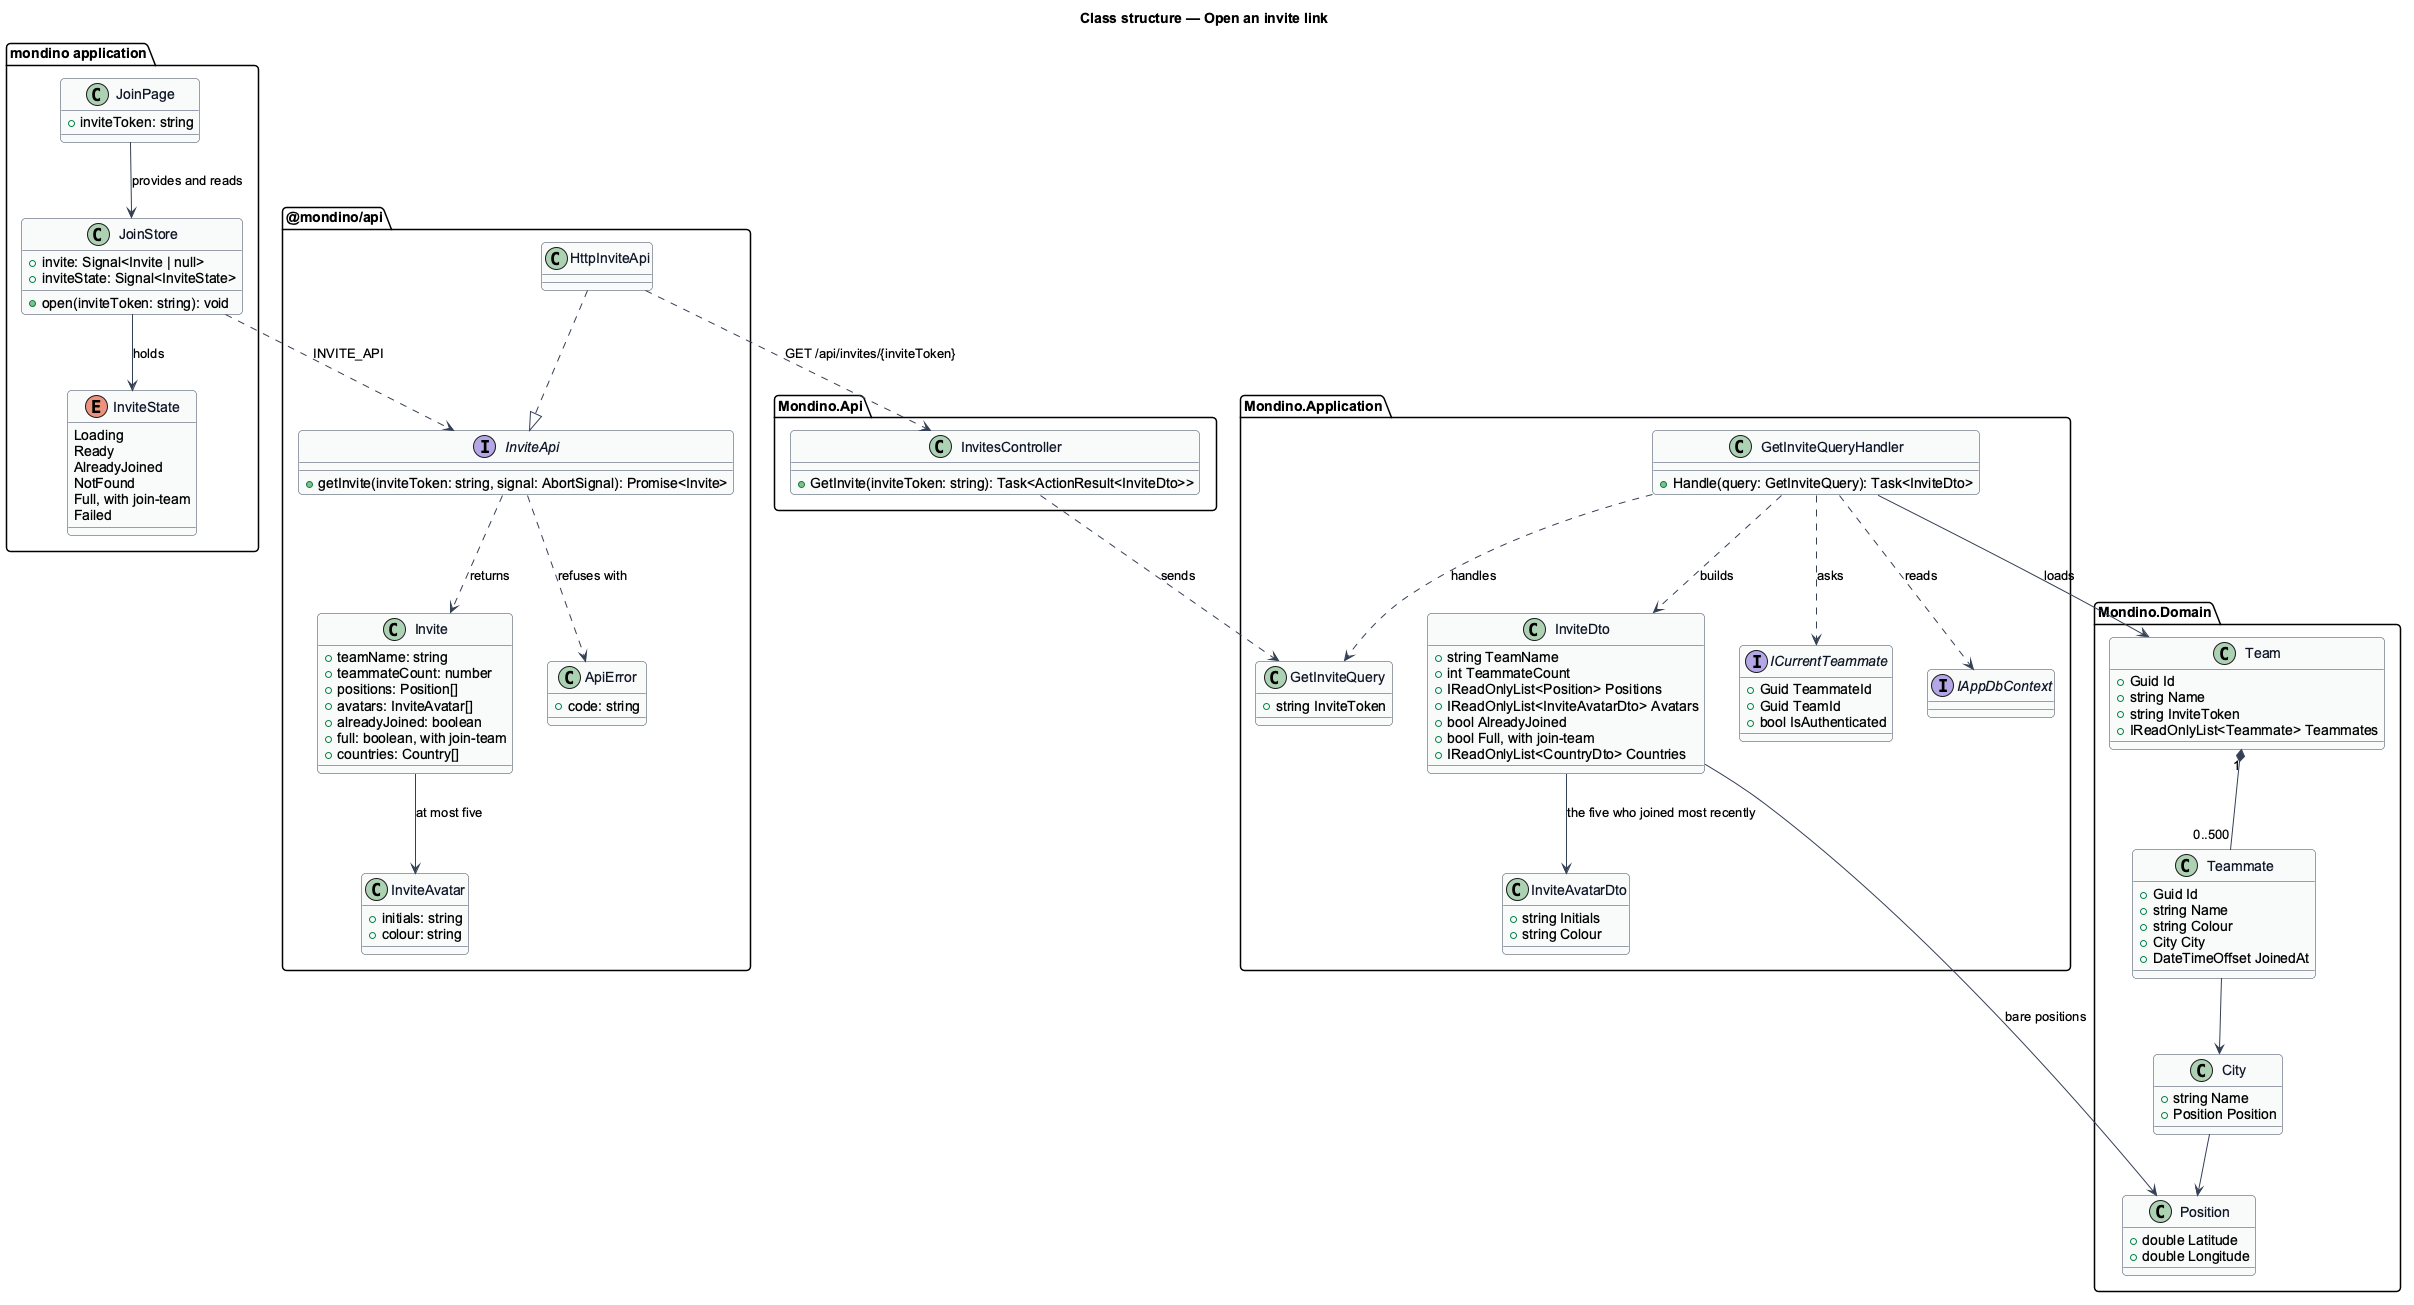 Class structure — Open an invite link
mondino application
C JoinPage
inviteToken: string
provides and reads
C JoinStore
invite: Signal<Invite | null>
inviteState: Signal<InviteState>
open(inviteToken: string): void
holds
E InviteState
Loading
Ready
AlreadyJoined
NotFound
Full, with join-team
Failed
INVITE_API
@mondino/api
C HttpInviteApi
GET /api/invites/{inviteToken}
I InviteApi
getInvite(inviteToken: string, signal: AbortSignal): Promise<Invite>
returns
refuses with
C Invite
teamName: string
teammateCount: number
positions: Position[]
avatars: InviteAvatar[]
alreadyJoined: boolean
full: boolean, with join-team
countries: Country[]
C ApiError
code: string
at most five
C InviteAvatar
initials: string
colour: string
Mondino.Api
C InvitesController
GetInvite(inviteToken: string): Task<ActionResult<InviteDto>>
sends
Mondino.Application
C GetInviteQueryHandler
Handle(query: GetInviteQuery): Task<InviteDto>
handles
builds
asks
reads
loads
C GetInviteQuery
string InviteToken
C InviteDto
string TeamName
int TeammateCount
IReadOnlyList<Position> Positions
IReadOnlyList<InviteAvatarDto> Avatars
bool AlreadyJoined
bool Full, with join-team
IReadOnlyList<CountryDto> Countries
I ICurrentTeammate
Guid TeammateId
Guid TeamId
bool IsAuthenticated
I IAppDbContext
the five who joined most recently
C InviteAvatarDto
string Initials
string Colour
bare positions
Mondino.Domain
C Team
Guid Id
string Name
string InviteToken
IReadOnlyList<Teammate> Teammates
1
0..500
C Teammate
Guid Id
string Name
string Colour
City City
DateTimeOffset JoinedAt
C City
string Name
Position Position
C Position
double Latitude
double Longitude